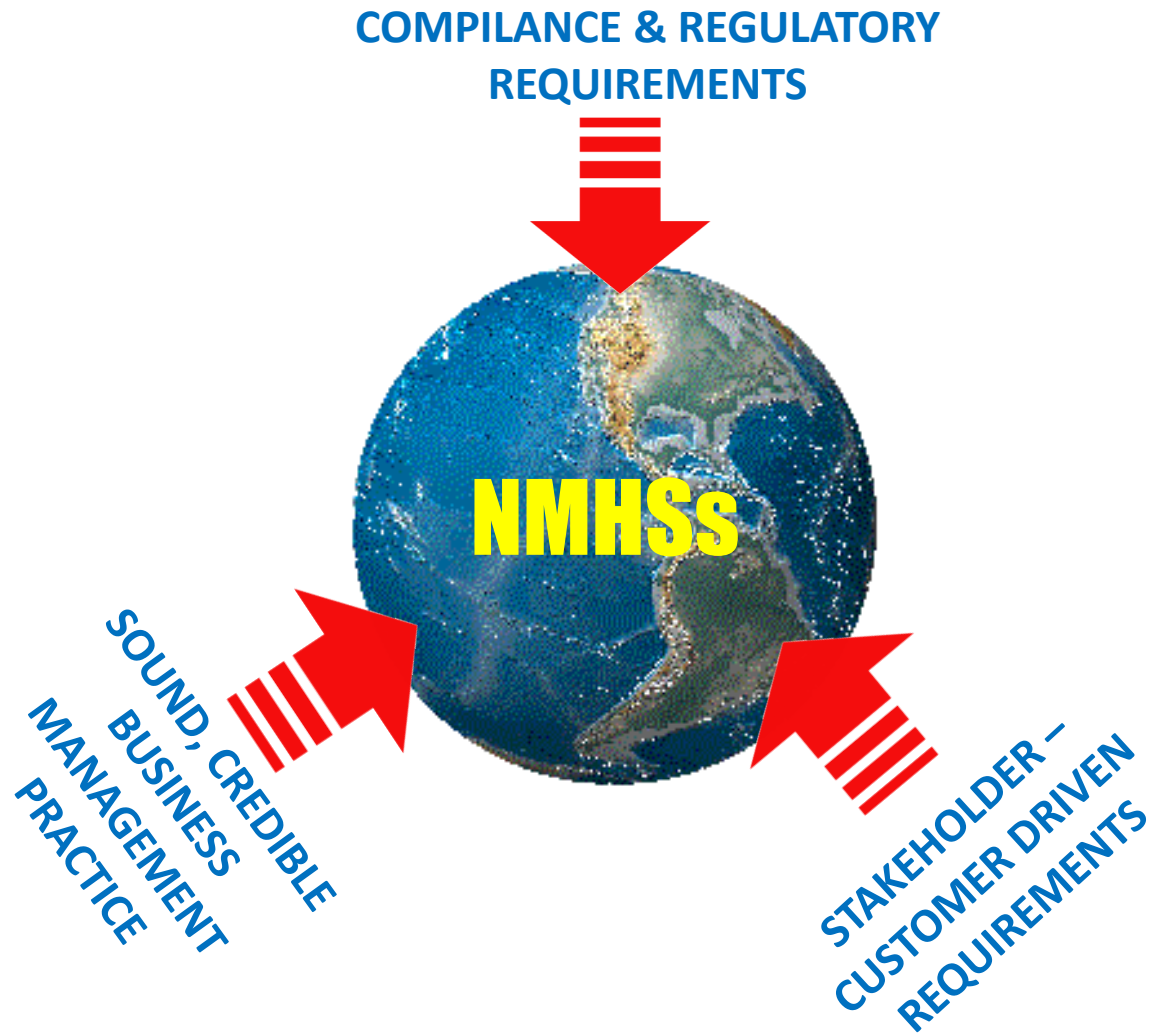 COMPILANCE & REGULATORY
REQUIREMENTS
NMHSs
SOUND, CREDIBLE
BUSINESS
MANAGEMENT
PRACTICE
STAKEHOLDER –
CUSTOMER DRIVEN
REQUIREMENTS